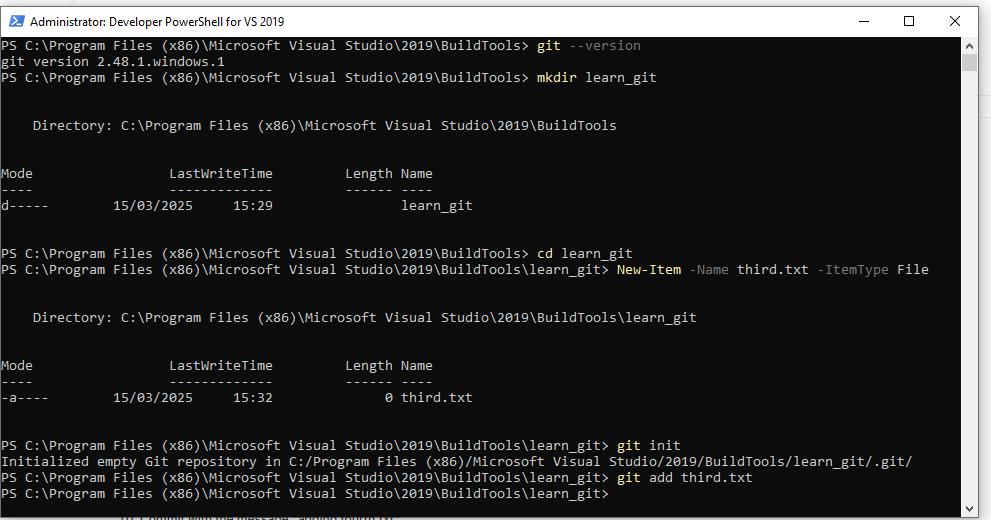 Administrator: Developer PowerShell for VS 2019
PS C:\Program Files (x86)\Microsoft Visual Studio\2019\BuildTools> git --version
git version 2.48.1.windows.1
PS C:\Program Files (x86)\Microsoft Visual Studio\2019\BuildTools> mkdir learn_git
Directory: C:\Program Files (x86)\Microsoft Visual Studio\2019\BuildTools
Mode LastWriteTime Length Name
---- ------------- ------ ----
d----- 15/03/2025 15:29 learn_git
PS C:\Program Files (x86)\Microsoft Visual Studio\2019\BuildTools> cd learn_git
PS C:\Program Files (x86)\Microsoft Visual Studio\2019\BuildTools\learn_git> New-Item -Name third.txt -ItemType File
Directory: C:\Program Files (x86)\Microsoft Visual Studio\2019\BuildTools\learn_git
Mode LastWriteTime Length Name
---- ------------- ------ ----
-a---- 15/03/2025 15:32 0 third.txt
PS C:\Program Files (x86)\Microsoft Visual Studio\2019\BuildTools\learn_git> git init
Initialized empty Git repository in C:/Program Files (x86)/Microsoft Visual Studio/2019/BuildTools/learn_git/.git/
PS C:\Program Files (x86)\Microsoft Visual Studio\2019\BuildTools\learn_git> git add third.txt
PS C:\Program Files (x86)\Microsoft Visual Studio\2019\BuildTools\learn_git>